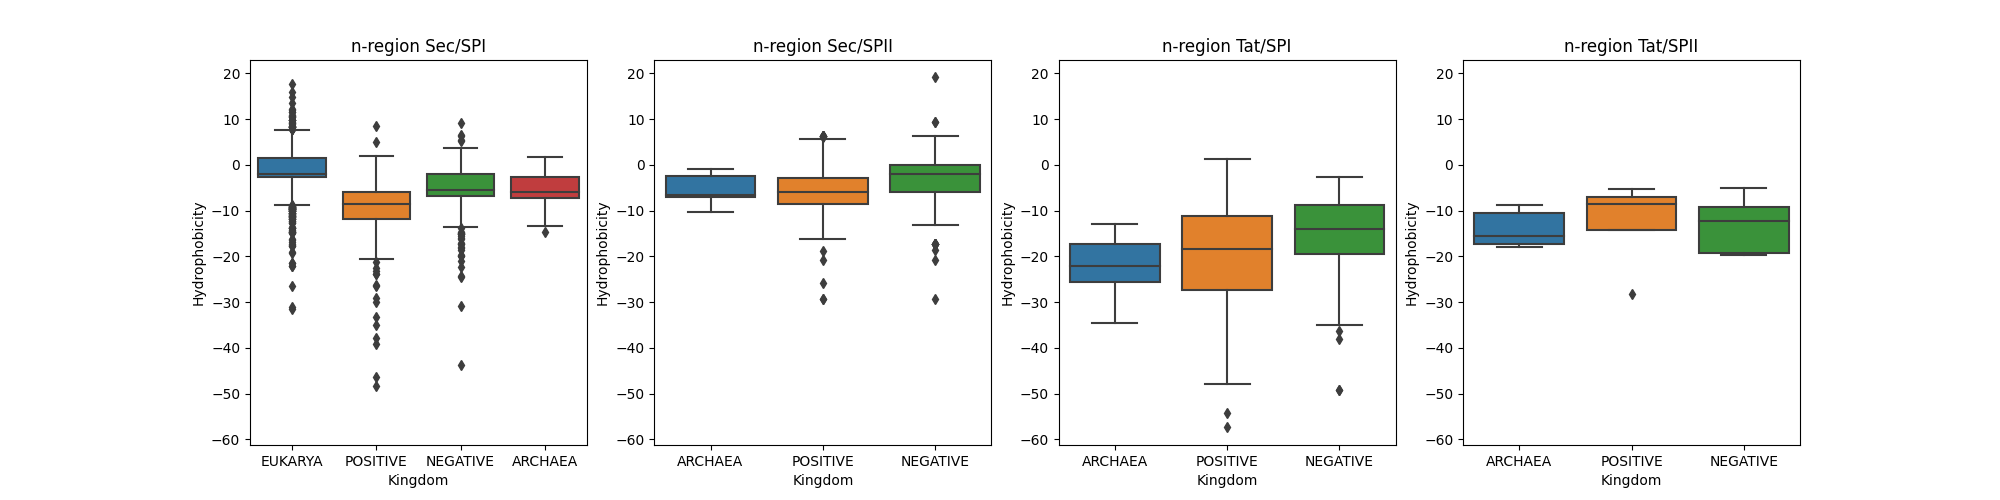 n-region Sec/SPI
20
10
0
−10
−20
−30
−40
−50
−60
Hydrophobicity
EUKARYA POSITIVE NEGATIVE ARCHAEA
Kingdom
n-region Sec/SPII
20
10
0
−10
−20
−30
−40
−50
−60
Hydrophobicity
ARCHAEA POSITIVE NEGATIVE
Kingdom
n-region Tat/SPI
20
10
0
−10
−20
−30
−40
−50
−60
Hydrophobicity
ARCHAEA POSITIVE NEGATIVE
Kingdom
n-region Tat/SPII
20
10
0
−10
−20
−30
−40
−50
−60
Hydrophobicity
ARCHAEA POSITIVE NEGATIVE
Kingdom